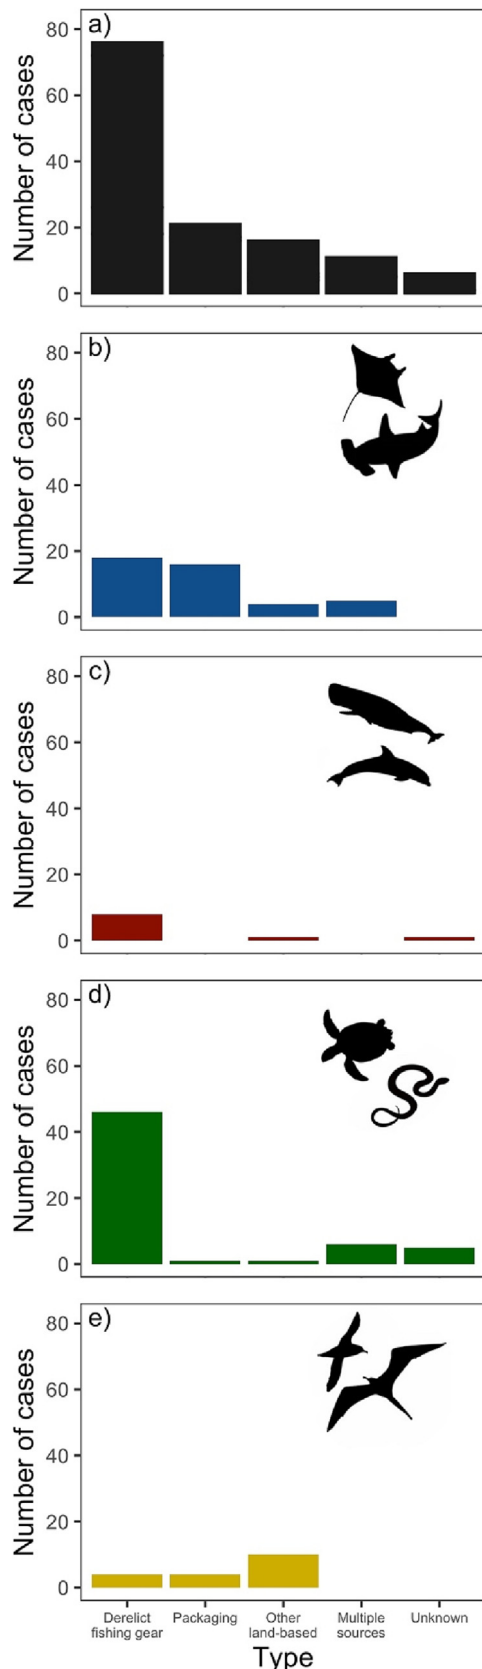 a)
Number of cases
80
60
40
20
0
b)
Number of cases
80
60
40
20
0
c)
Number of cases
80
60
40
20
0
d)
Number of cases
80
60
40
20
0
e)
Number of cases
80
60
40
20
0
Derelict fishing gear
Packaging
Other land-based
Multiple sources
Unknown
Type